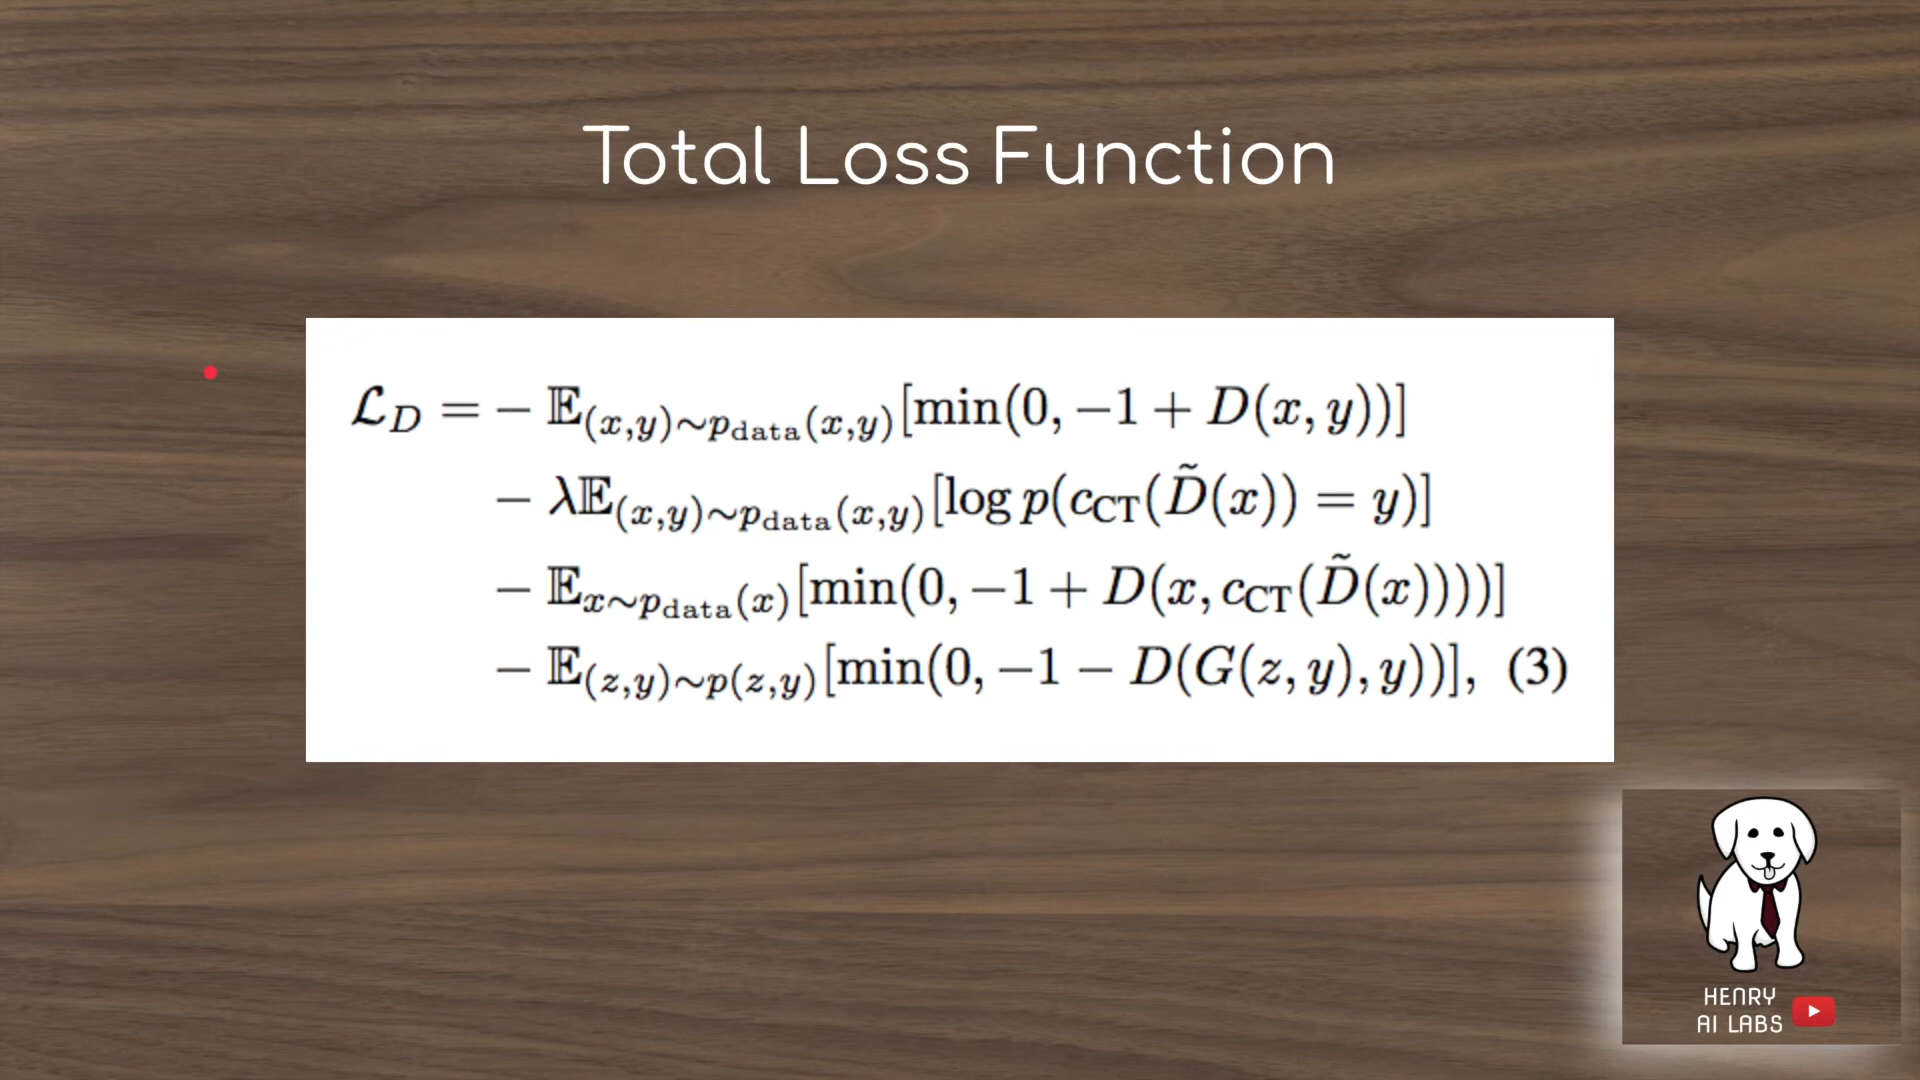 Total Loss Function
ℒ_D = − 𝔼_{(x,y)∼p_data(x,y)}[min(0, −1 + D(x, y))]
− λ𝔼_{(x,y)∼p_data(x,y)}[log p(c_CT(D̃(x)) = y)]
− 𝔼_{x∼p_data(x)}[min(0, −1 + D(x, c_CT(D̃(x))))]
− 𝔼_{(z,y)∼p(z,y)}[min(0, −1 − D(G(z, y), y))], (3)
HENRY
AI LABS